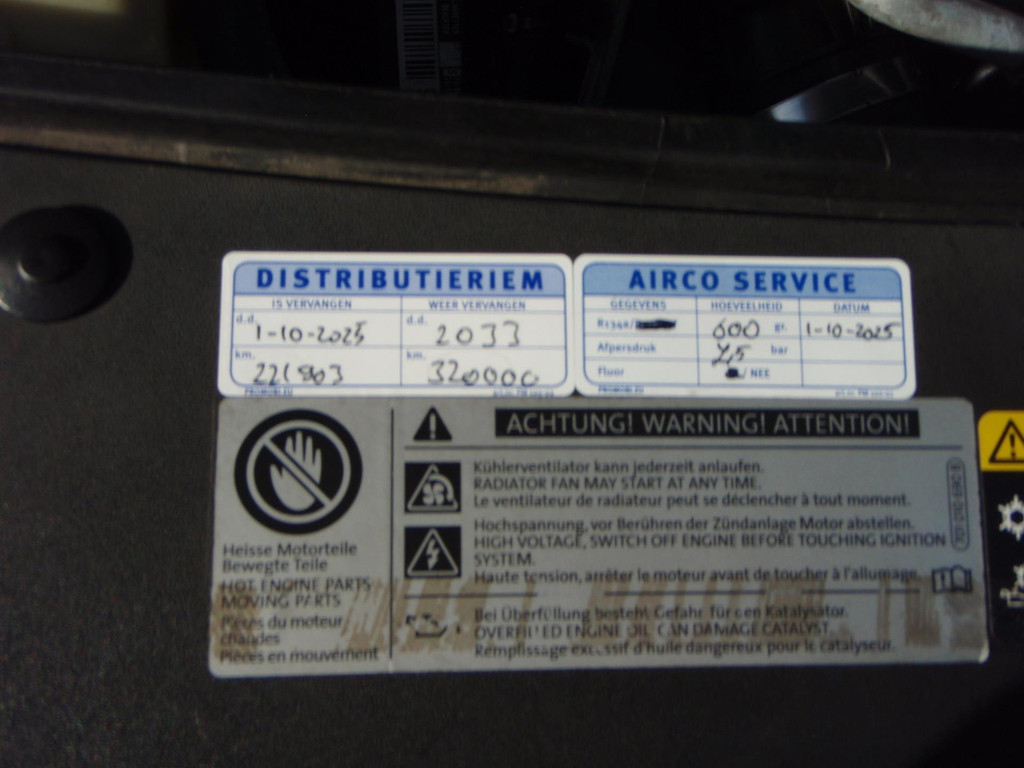 DISTRIBUTIERIEM
IS VERVANGEN WEER VERVANGEN
d.d. 1-10-2025 d.d. 2033
km. 221803 km. 320000
AIRCO SERVICE
GEGEVENS HOEVEELHEID DATUM
R134a/ 600 gr. 1-10-2025
Afpersdruk 7,5 bar
Fluor / NEE
ACHTUNG! WARNING! ATTENTION!
Heisse Motorteile
Bewegte Teile
HOT ENGINE PARTS
MOVING PARTS
Pièces du moteur
chaudes
Pièces en mouvement
Kühlerventilator kann jederzeit anlaufen.
RADIATOR FAN MAY START AT ANY TIME.
Le ventilateur de radiateur peut se déclencher à tout moment.
Hochspannung, vor Berühren der Zündanlage Motor abstellen.
HIGH VOLTAGE, SWITCH OFF ENGINE BEFORE TOUCHING IGNITION
SYSTEM.
Haute tension, arrêter le moteur avant de toucher à l'allumage.
Bei Überfüllung besteht Gefahr für den Katalysator.
OVERFILLED ENGINE OIL CAN DAMAGE CATALYST.
Remplissage excessif d'huile dangereux pour le catalyseur.